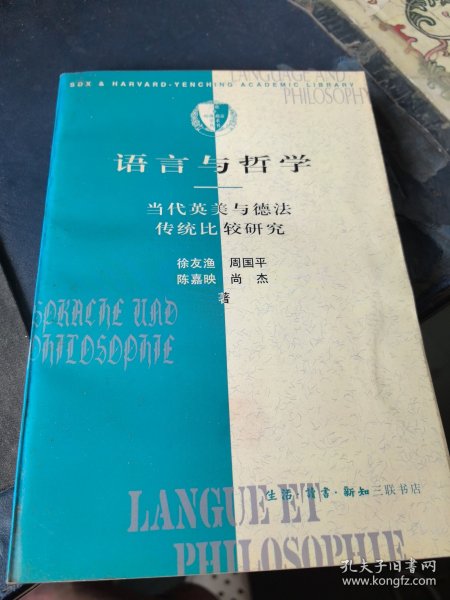 SDX & HARVARD-YENCHING ACADEMIC LIBRARY
LANGUAGE AND
PHILOSOPHY
语言与哲学
当代英美与德法
传统比较研究
徐友渔 周国平
陈嘉映 尚杰
著
SPRACHE UND
PHILOSOPHIE
生活·讀書·新知三联书店
LANGUE ET
PHILOSOPHIE
孔夫子旧书网
www.kongfz.com